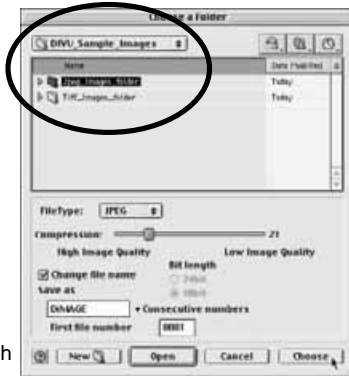 Choose a Folder
DIVU_Sample_Images
Name Date Modified
Jpeg_Images_folder Today
Tiff_Images_folder Today
FileType: JPEG
Compression: 21
High Image Quality Low Image Quality
Bit length
Change file name 24bit
save as 48bit
DiMAGE + Consecutive numbers
First file number 0001
h
New Open Cancel Choose